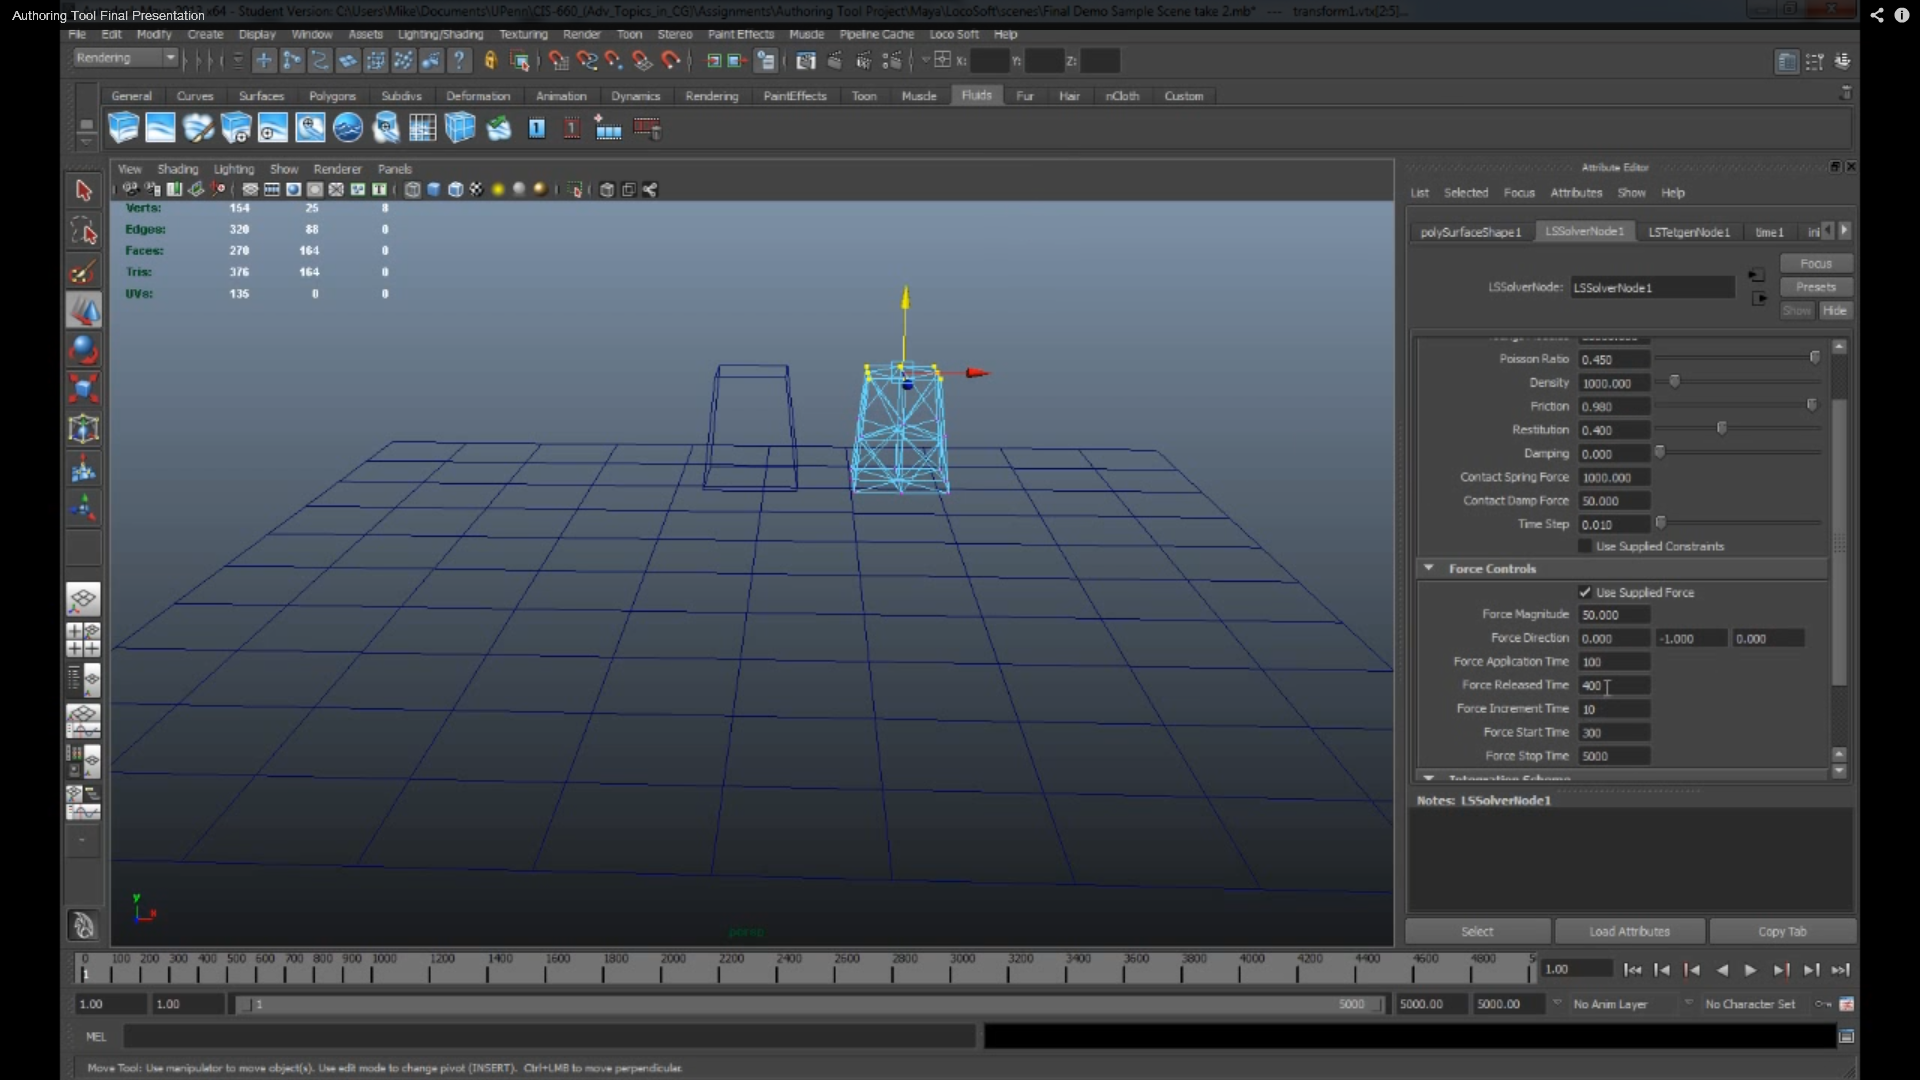 Authoring Tool Final Presentation
x64 - Student Version: C:\Users\Mike\Documents\UPenn\CIS-660_(Adv_Topics_in_CG)\Assignments\Authoring Tool Project\Maya\LocoSoft\scenes\Final Demo Sample Scene take 2.mb* --- transform1.vtx[2:5]...
File Edit Modify Create Display Window Assets Lighting/Shading Texturing Render Toon Stereo Paint Effects Muscle Pipeline Cache Loco Soft Help
Rendering X: Y: Z:
General Curves Surfaces Polygons Subdivs Deformation Animation Dynamics Rendering PaintEffects Toon Muscle Fluids Fur Hair nCloth Custom
View Shading Lighting Show Renderer Panels
Verts: 154 25 8
Edges: 320 88 0
Faces: 270 164 0
Tris: 376 164 0
UVs: 135 0 0
persp
y
Attribute Editor
List Selected Focus Attributes Show Help
polySurfaceShape1 LSSolverNode1 LSTetgenNode1 time1 ini
Focus
LSSolverNode: LSSolverNode1 Presets
Show Hide
Poisson Ratio 0.450
Density 1000.000
Friction 0.980
Restitution 0.400
Damping 0.000
Contact Spring Force 1000.000
Contact Damp Force 50.000
Time Step 0.010
Use Supplied Constraints
Force Controls
Use Supplied Force
Force Magnitude 50.000
Force Direction 0.000 -1.000 0.000
Force Application Time 100
Force Released Time 400
Force Increment Time 10
Force Start Time 300
Force Stop Time 5000
Integration Scheme
Notes: LSSolverNode1
Select Load Attributes Copy Tab
0 100 200 300 400 500 600 700 800 900 1000 1200 1400 1600 1800 2000 2200 2400 2600 2800 3000 3200 3400 3600 3800 4000 4200 4400 4600 4800 5
1 1.00
1.00 1.00 1 5000 5000.00 5000.00 No Anim Layer No Character Set
MEL
Move Tool: Use manipulator to move object(s). Use edit mode to change pivot (INSERT). Ctrl+LMB to move perpendicular.